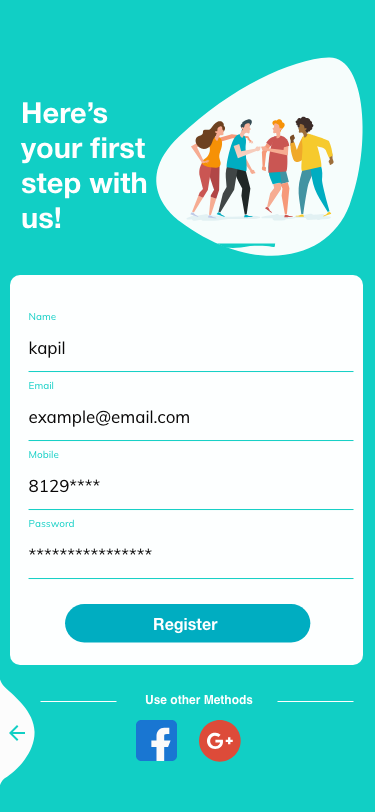 Here's
your first
step with
us!
Name
kapil
Email
example@email.com
Mobile
8129****
Password
****************
Register
Use other Methods
f
G+